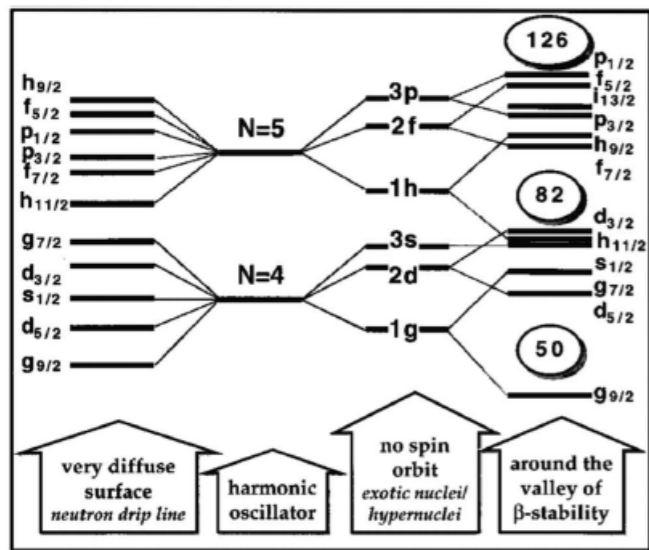 126
h9/2
f5/2
p1/2
p3/2
f7/2
h11/2
N=5
3p
2f
1h
p1/2
f5/2
i13/2
p3/2
h9/2
f7/2
82
g7/2
d3/2
s1/2
d5/2
g9/2
N=4
3s
2d
1g
d3/2
h11/2
s1/2
g7/2
d5/2
50
g9/2
very diffuse
surface
neutron drip line
harmonic
oscillator
no spin
orbit
exotic nuclei/
hypernuclei
around the
valley of
β-stability